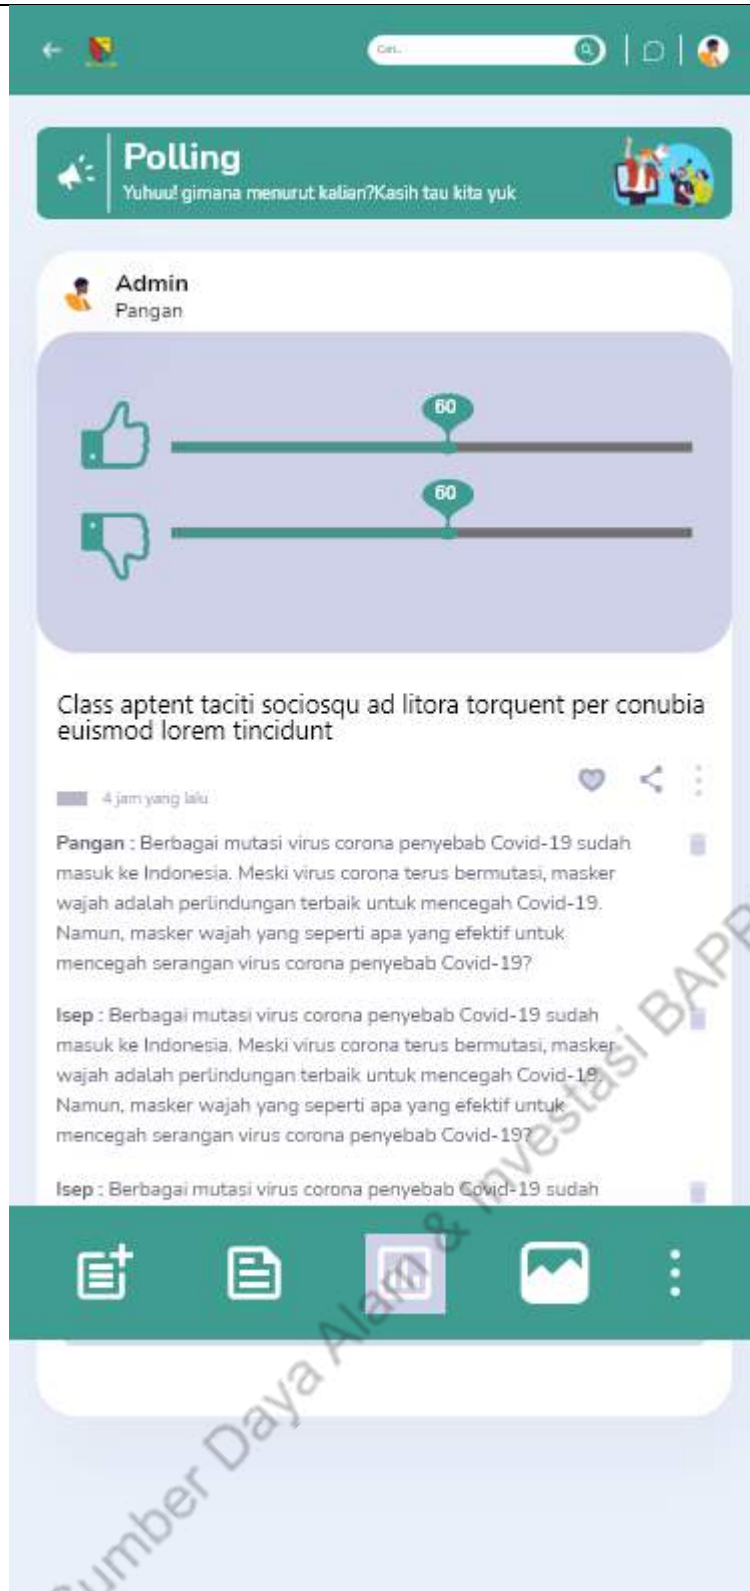 Cari...
Polling
Yuhuu! gimana menurut kalian?Kasih tau kita yuk
Admin
Pangan
60
60
Class aptent taciti sociosqu ad litora torquent per conubia
euismod lorem tincidunt
4 jam yang lalu
Pangan : Berbagai mutasi virus corona penyebab Covid-19 sudah
masuk ke Indonesia. Meski virus corona terus bermutasi, masker
wajah adalah perlindungan terbaik untuk mencegah Covid-19.
Namun, masker wajah yang seperti apa yang efektif untuk
mencegah serangan virus corona penyebab Covid-19?
Isep : Berbagai mutasi virus corona penyebab Covid-19 sudah
masuk ke Indonesia. Meski virus corona terus bermutasi, masker
wajah adalah perlindungan terbaik untuk mencegah Covid-19.
Namun, masker wajah yang seperti apa yang efektif untuk
mencegah serangan virus corona penyebab Covid-19?
Isep : Berbagai mutasi virus corona penyebab Covid-19 sudah
Sumber Daya Alam & Investasi BAPP